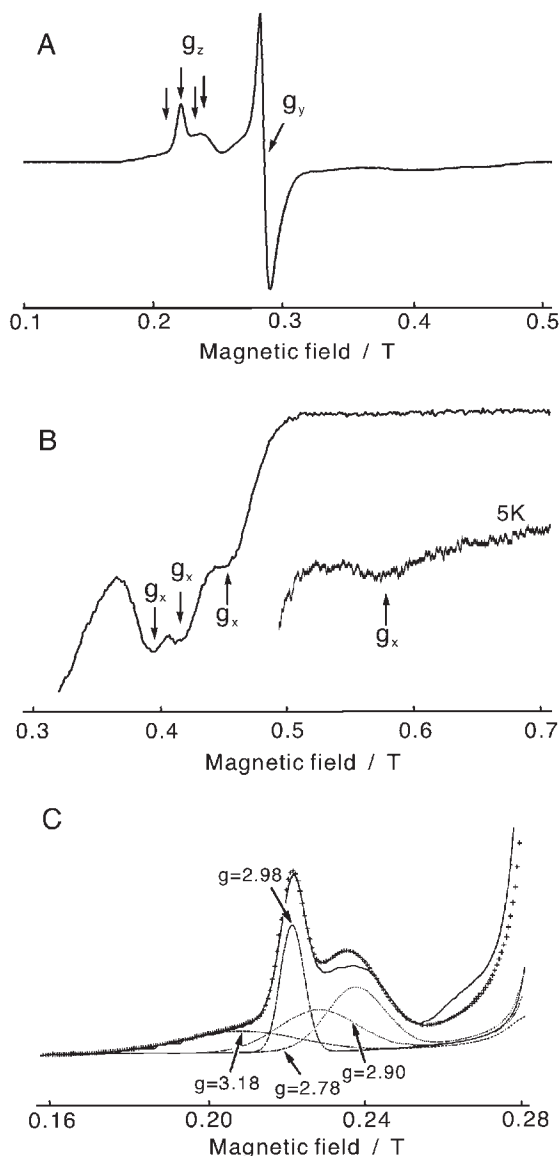 A
g_z
g_y
0.1 0.2 0.3 0.4 0.5
Magnetic field / T
B
5K
g_x g_x g_x g_x
0.3 0.4 0.5 0.6 0.7
Magnetic field / T
C
g=2.98
g=3.18 g=2.78 g=2.90
0.16 0.20 0.24 0.28
Magnetic field / T